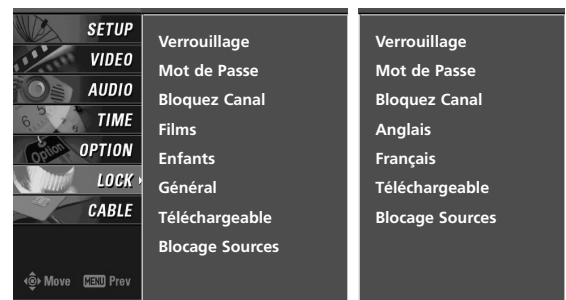 SETUP
VIDEO
AUDIO
TIME
OPTION
LOCK
CABLE
Move MENU Prev
Verrouillage
Mot de Passe
Bloquez Canal
Films
Enfants
Général
Téléchargeable
Blocage Sources
Verrouillage
Mot de Passe
Bloquez Canal
Anglais
Français
Téléchargeable
Blocage Sources